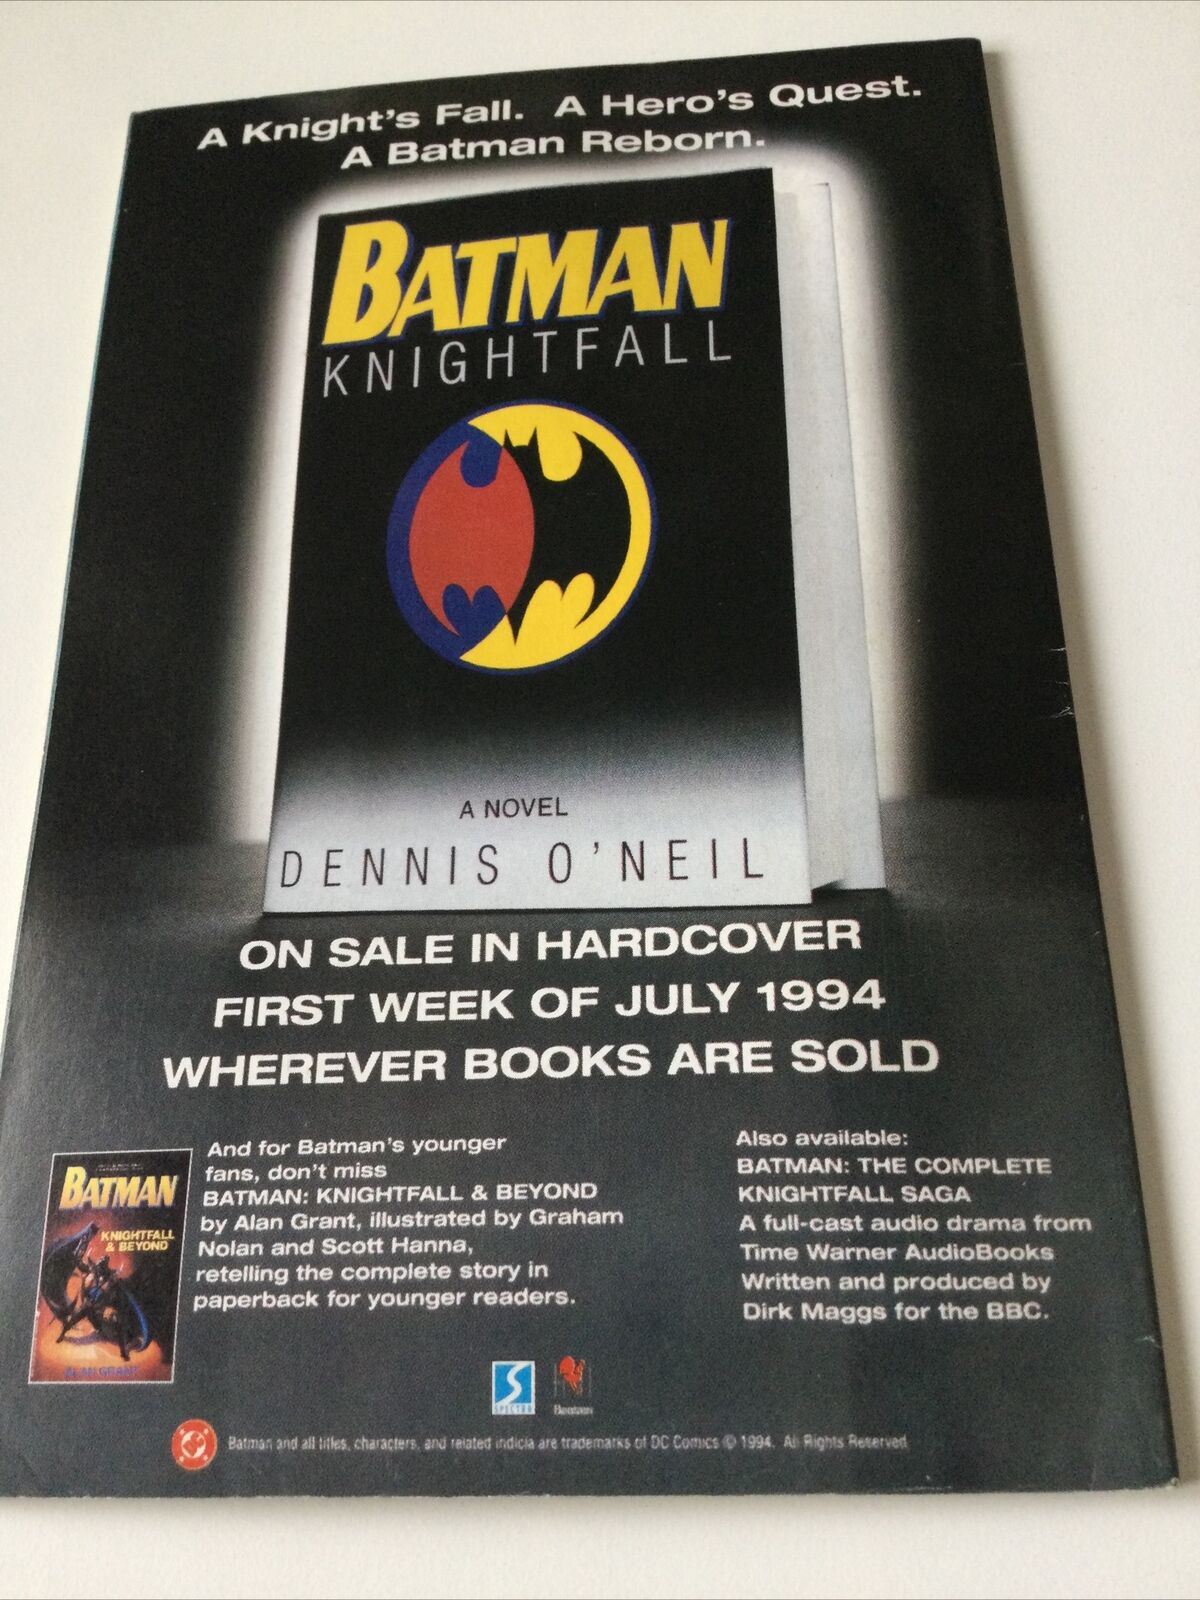 A Knight's Fall. A Hero's Quest.
A Batman Reborn.
BATMAN
KNIGHTFALL
A NOVEL
DENNIS O'NEIL
ON SALE IN HARDCOVER
FIRST WEEK OF JULY 1994
WHEREVER BOOKS ARE SOLD
BATMAN
KNIGHTFALL
& BEYOND
ALAN GRANT
And for Batman's younger
fans, don't miss
BATMAN: KNIGHTFALL & BEYOND
by Alan Grant, illustrated by Graham
Nolan and Scott Hanna,
retelling the complete story in
paperback for younger readers.
Also available:
BATMAN: THE COMPLETE
KNIGHTFALL SAGA
A full-cast audio drama from
Time Warner AudioBooks
Written and produced by
Dirk Maggs for the BBC.
S
SPECTRA
Bantam
Batman and all titles, characters, and related indicia are trademarks of DC Comics © 1994. All Rights Reserved